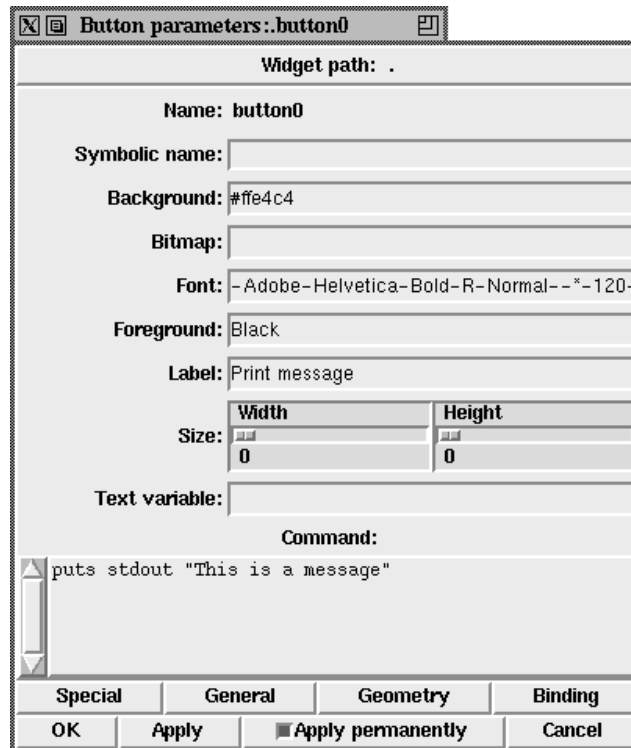 Button parameters:.button0
Widget path: .
Name: button0
Symbolic name:
Background: #ffe4c4
Bitmap:
Font: -Adobe-Helvetica-Bold-R-Normal--*-120-
Foreground: Black
Label: Print message
Width Height
Size:
0 0
Text variable:
Command:
puts stdout "This is a message"
Special General Geometry Binding
OK Apply Apply permanently Cancel